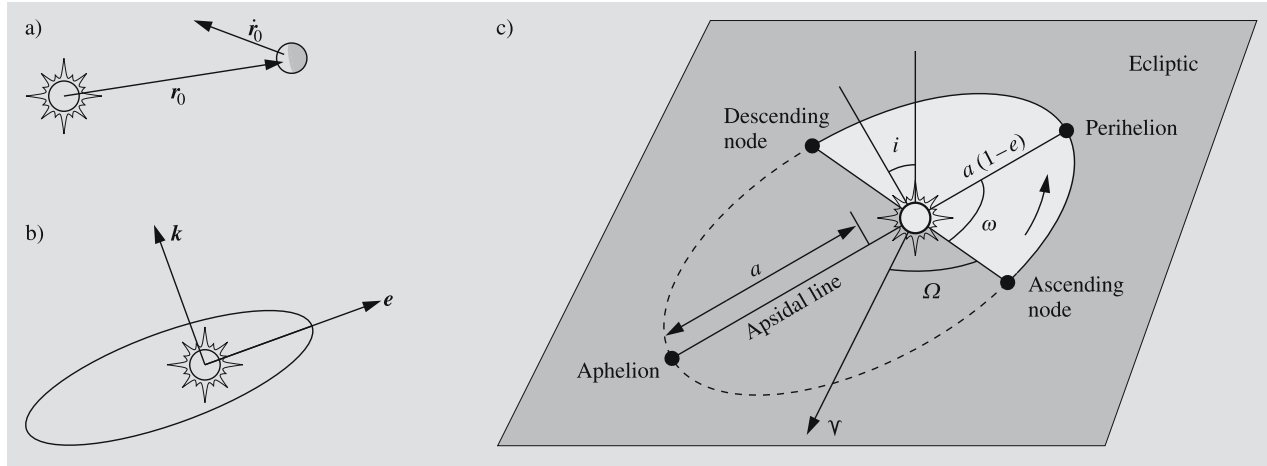 a)
ṙ₀
r₀
b)
k
e
c)
Ecliptic
Descending
node
i
Perihelion
a (1−e)
ω
a
Apsidal line
Ω
Ascending
node
Aphelion
♈